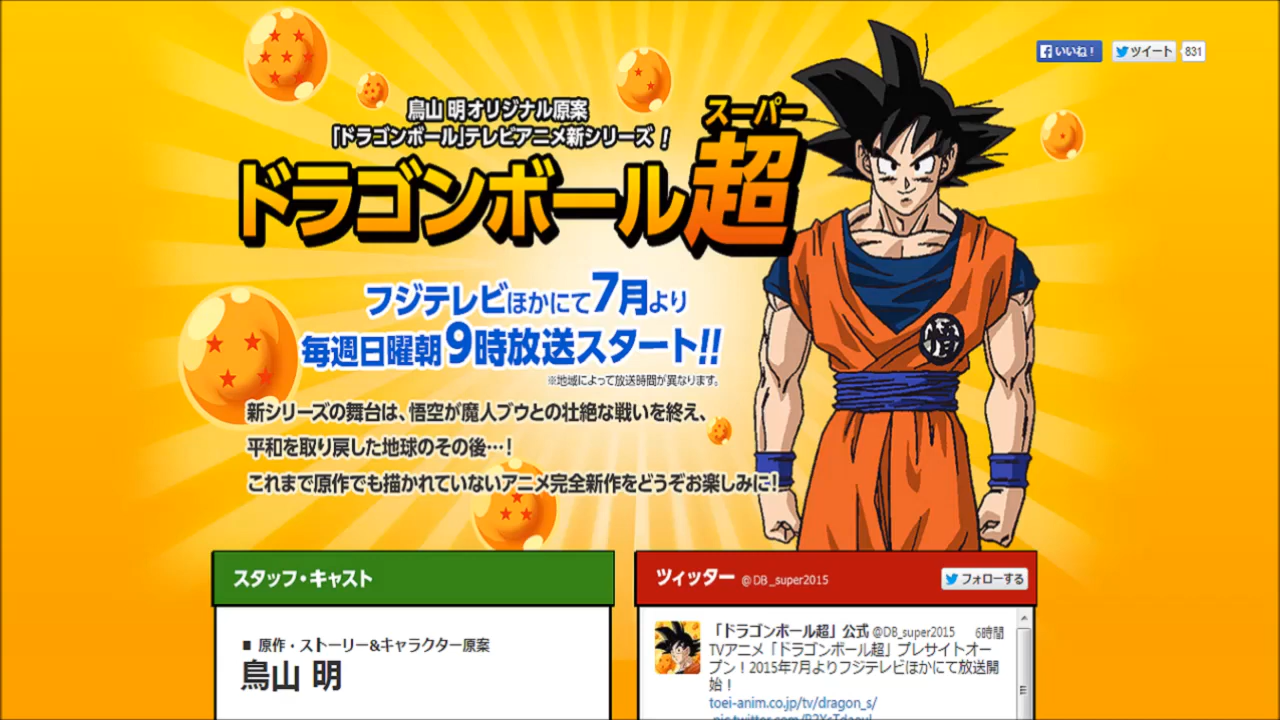 いいね！
ツイート 831
鳥山 明オリジナル原案
「ドラゴンボール」テレビアニメ新シリーズ！
スーパー
ドラゴンボール超
フジテレビほかにて7月より
毎週日曜朝9時放送スタート!!
※地域によって放送時間が異なります。
新シリーズの舞台は、悟空が魔人ブウとの壮絶な戦いを終え、
平和を取り戻した地球のその後…！
これまで原作でも描かれていないアニメ完全新作をどうぞお楽しみに！
悟
スタッフ・キャスト
■ 原作・ストーリー&キャラクター原案
鳥山 明
ツィッター @DB_super2015
フォローする
「ドラゴンボール超」公式 @DB_super2015 6時間
TVアニメ「ドラゴンボール超」プレサイトオー
プン！2015年7月よりフジテレビほかにて放送開
始！
toei-anim.co.jp/tv/dragon_s/